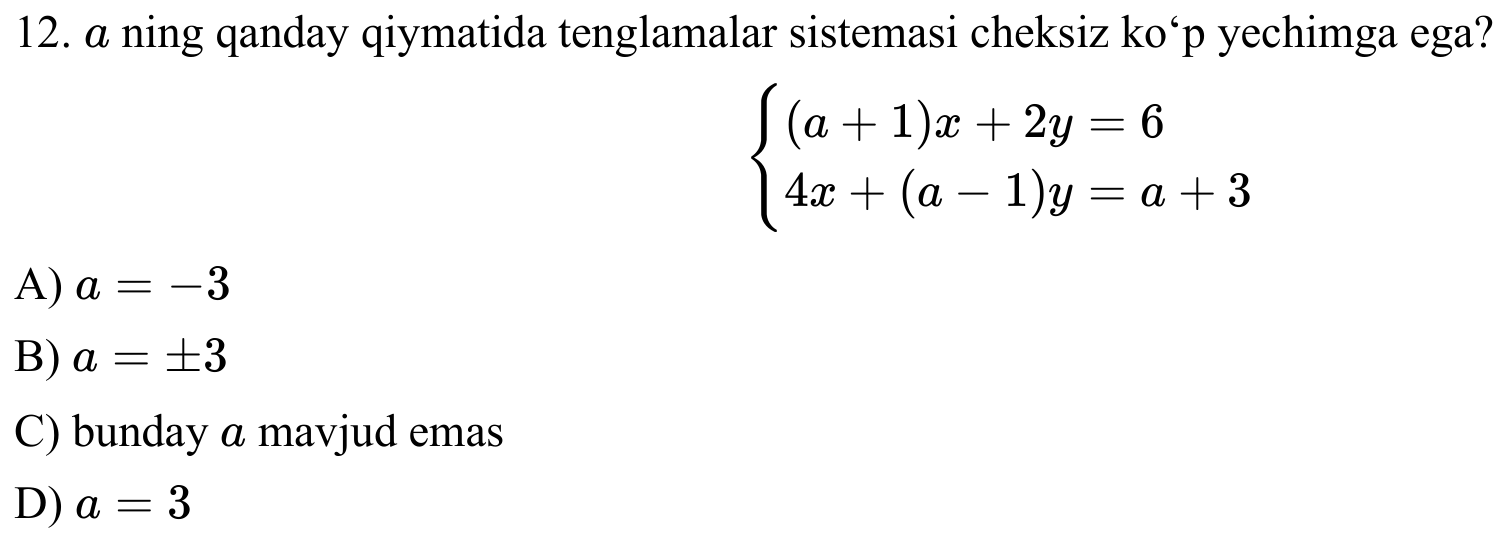 12. a ning qanday qiymatida tenglamalar sistemasi cheksiz ko‘p yechimga ega?
(a + 1)x + 2y = 6
4x + (a − 1)y = a + 3
A) a = −3
B) a = ±3
C) bunday a mavjud emas
D) a = 3